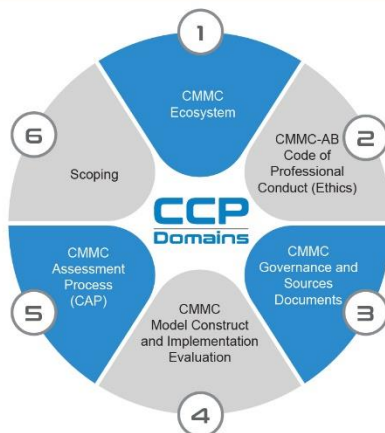 1
CMMC
Ecosystem
2
CMMC-AB
Code of
Professional
Conduct (Ethics)
3
CMMC
Governance and
Sources
Documents
4
CMMC
Model Construct
and Implementation
Evaluation
5
CMMC
Assessment
Process
(CAP)
6
Scoping
CCP
Domains